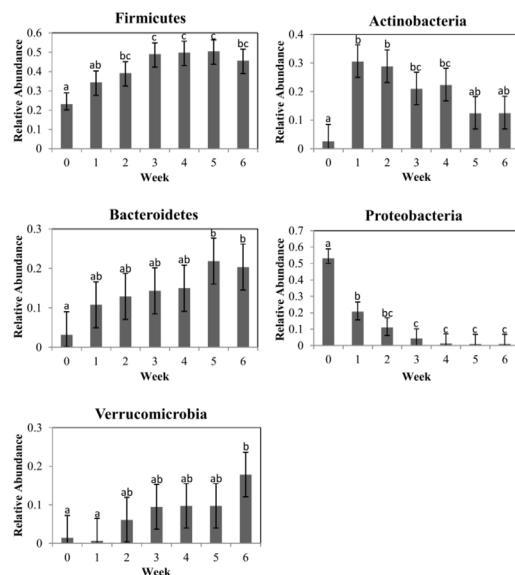 Firmicutes
Relative Abundance
0.6
0.5
0.4
0.3
0.2
0.1
0
a ab bc c c c bc
0 1 2 3 4 5 6
Week
Actinobacteria
Relative Abundance
0.4
0.3
0.2
0.1
0
a b b bc bc ab ab
0 1 2 3 4 5 6
Week
Bacteroidetes
Relative Abundance
0.3
0.2
0.1
0
a ab ab ab ab b b
0 1 2 3 4 5 6
Week
Proteobacteria
Relative Abundance
0.7
0.6
0.5
0.4
0.3
0.2
0.1
0
a b bc c c c c
0 1 2 3 4 5 6
Week
Verrucomicrobia
Relative Abundance
0.3
0.2
0.1
0
a a ab ab ab ab b
0 1 2 3 4 5 6
Week